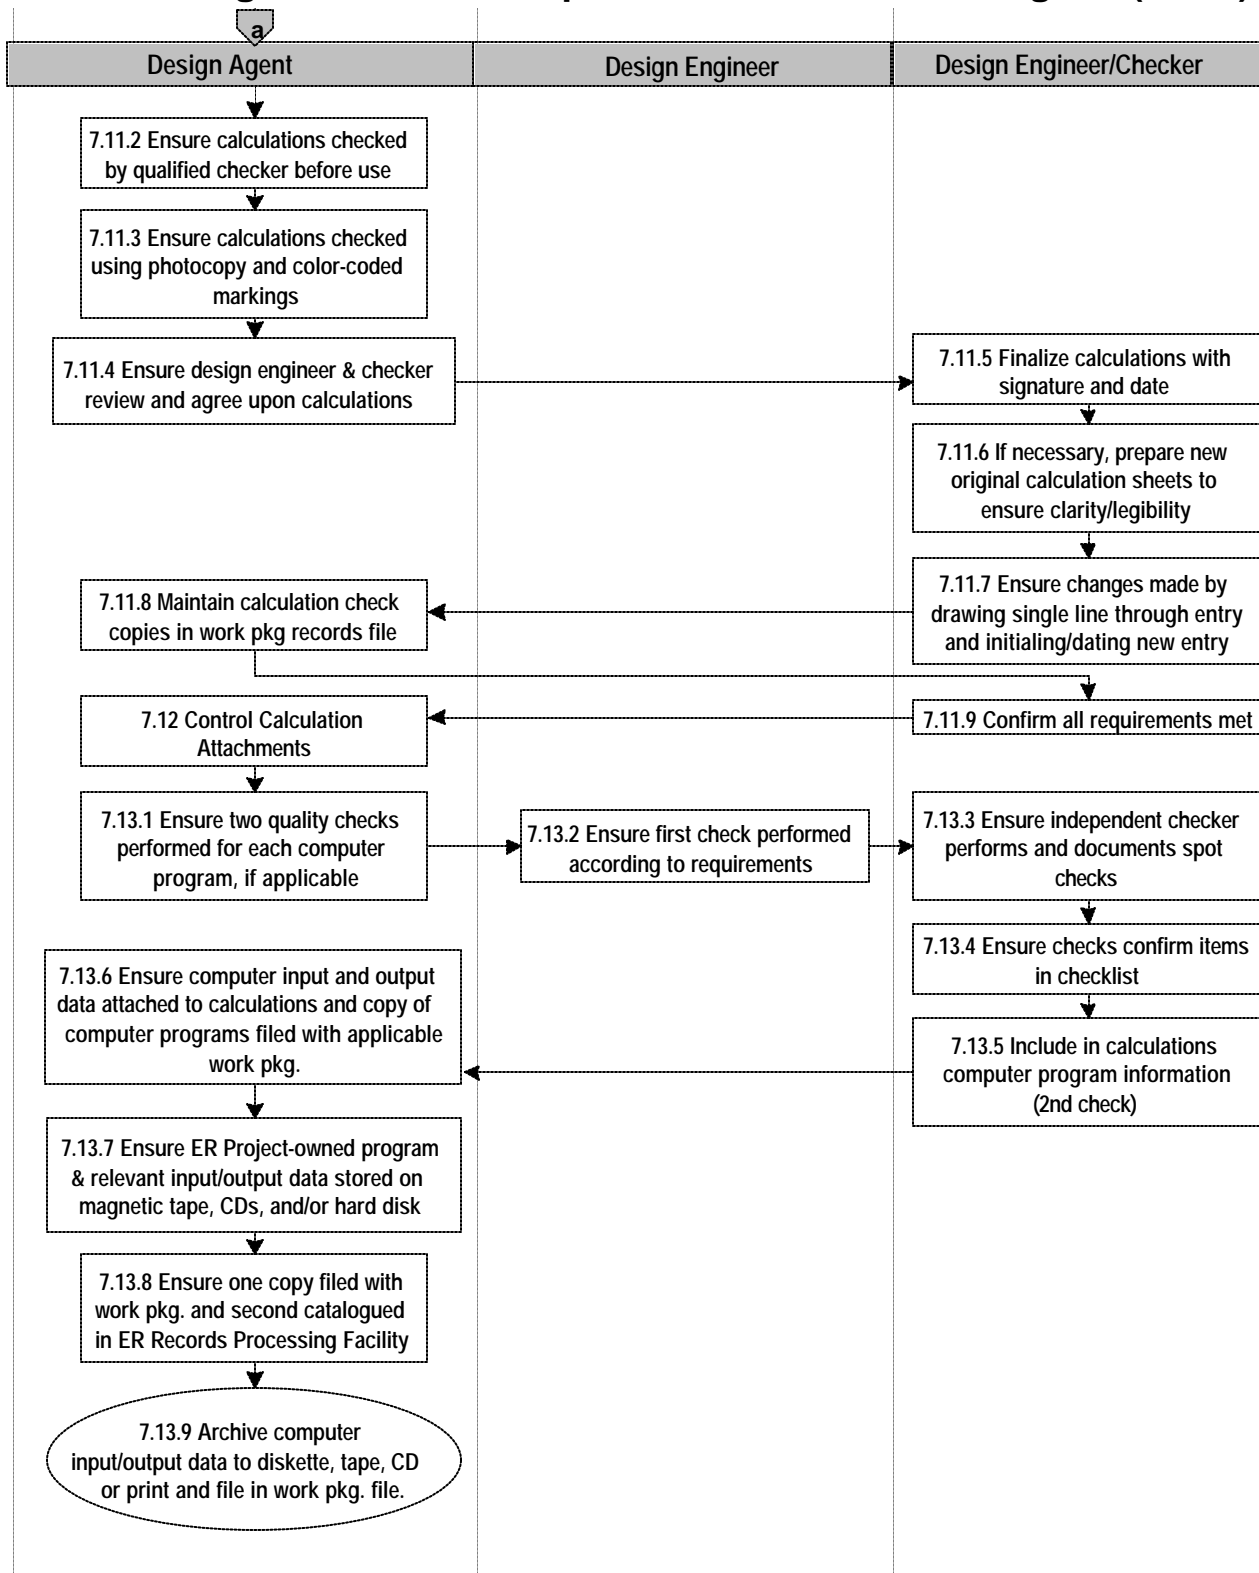 a
Design Agent
Design Engineer
Design Engineer/Checker
7.11.2 Ensure calculations checked
by qualified checker before use
7.11.3 Ensure calculations checked
using photocopy and color-coded
markings
7.11.4 Ensure design engineer & checker
review and agree upon calculations
7.11.5 Finalize calculations with
signature and date
7.11.6 If necessary, prepare new
original calculation sheets to
ensure clarity/legibility
7.11.7 Ensure changes made by
drawing single line through entry
and initialing/dating new entry
7.11.8 Maintain calculation check
copies in work pkg records file
7.11.9 Confirm all requirements met
7.12 Control Calculation
Attachments
7.13.1 Ensure two quality checks
performed for each computer
program, if applicable
7.13.2 Ensure first check performed
according to requirements
7.13.3 Ensure independent checker
performs and documents spot
checks
7.13.4 Ensure checks confirm items
in checklist
7.13.5 Include in calculations
computer program information
(2nd check)
7.13.6 Ensure computer input and output
data attached to calculations and copy of
computer programs filed with applicable
work pkg.
7.13.7 Ensure ER Project-owned program
& relevant input/output data stored on
magnetic tape, CDs, and/or hard disk
7.13.8 Ensure one copy filed with
work pkg. and second catalogued
in ER Records Processing Facility
7.13.9 Archive computer
input/output data to diskette, tape, CD
or print and file in work pkg. file.